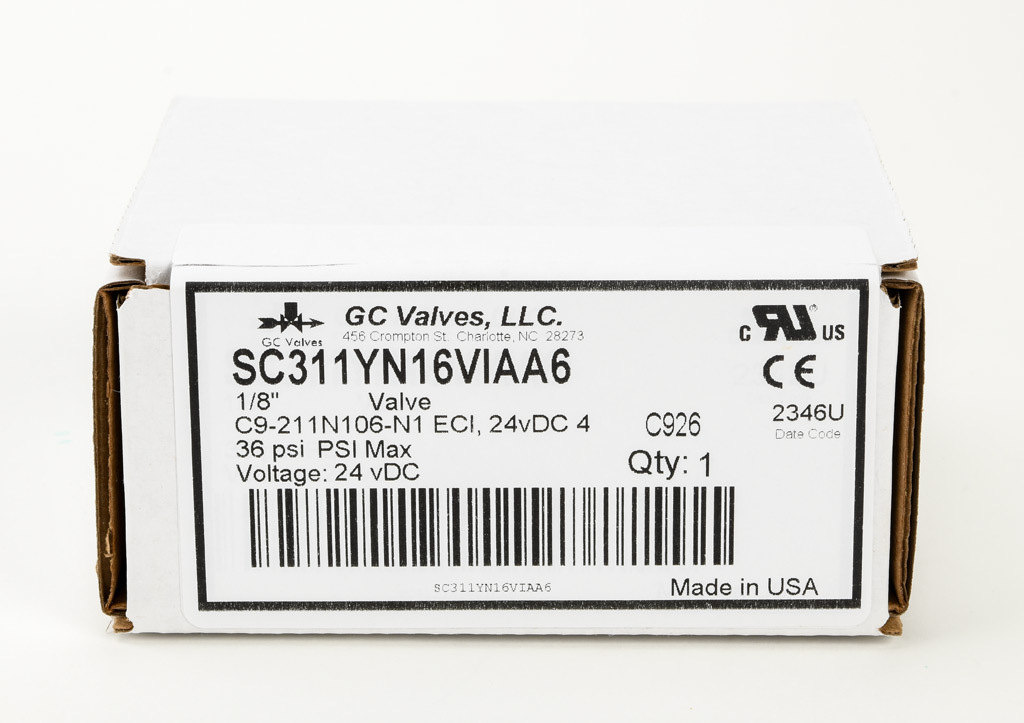 GC Valves
GC Valves, LLC.
456 Crompton St. Charlotte, NC 28273
SC311YN16VIAA6
1/8" Valve
C9-211N106-N1 ECI, 24vDC 4
36 psi PSI Max
Voltage: 24 vDC
C926
Qty: 1
C RU® US
CE
2346U
Date Code
SC311YN16VIAA6
Made in USA